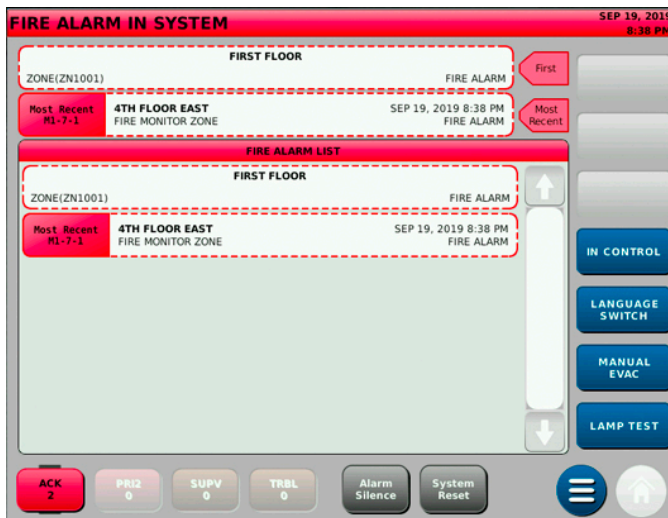 FIRE ALARM IN SYSTEM
SEP 19, 2019
8:38 PM
FIRST FLOOR
ZONE(ZN1001)
FIRE ALARM
First
Most Recent
M1-7-1
4TH FLOOR EAST
FIRE MONITOR ZONE
SEP 19, 2019 8:38 PM
FIRE ALARM
Most
Recent
FIRE ALARM LIST
FIRST FLOOR
ZONE(ZN1001)
FIRE ALARM
Most Recent
M1-7-1
4TH FLOOR EAST
FIRE MONITOR ZONE
SEP 19, 2019 8:38 PM
FIRE ALARM
IN CONTROL
LANGUAGE
SWITCH
MANUAL
EVAC
LAMP TEST
ACK
2
PRI2
0
SUPV
0
TRBL
0
Alarm
Silence
System
Reset